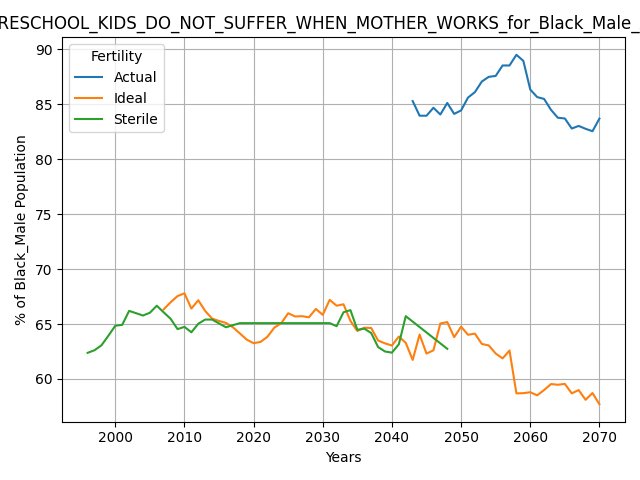 RESCHOOL_KIDS_DO_NOT_SUFFER_WHEN_MOTHER_WORKS_for_Black_Male_
Fertility
Actual
Ideal
Sterile
% of Black_Male Population
90
85
80
75
70
65
60
2000 2010 2020 2030 2040 2050 2060 2070
Years